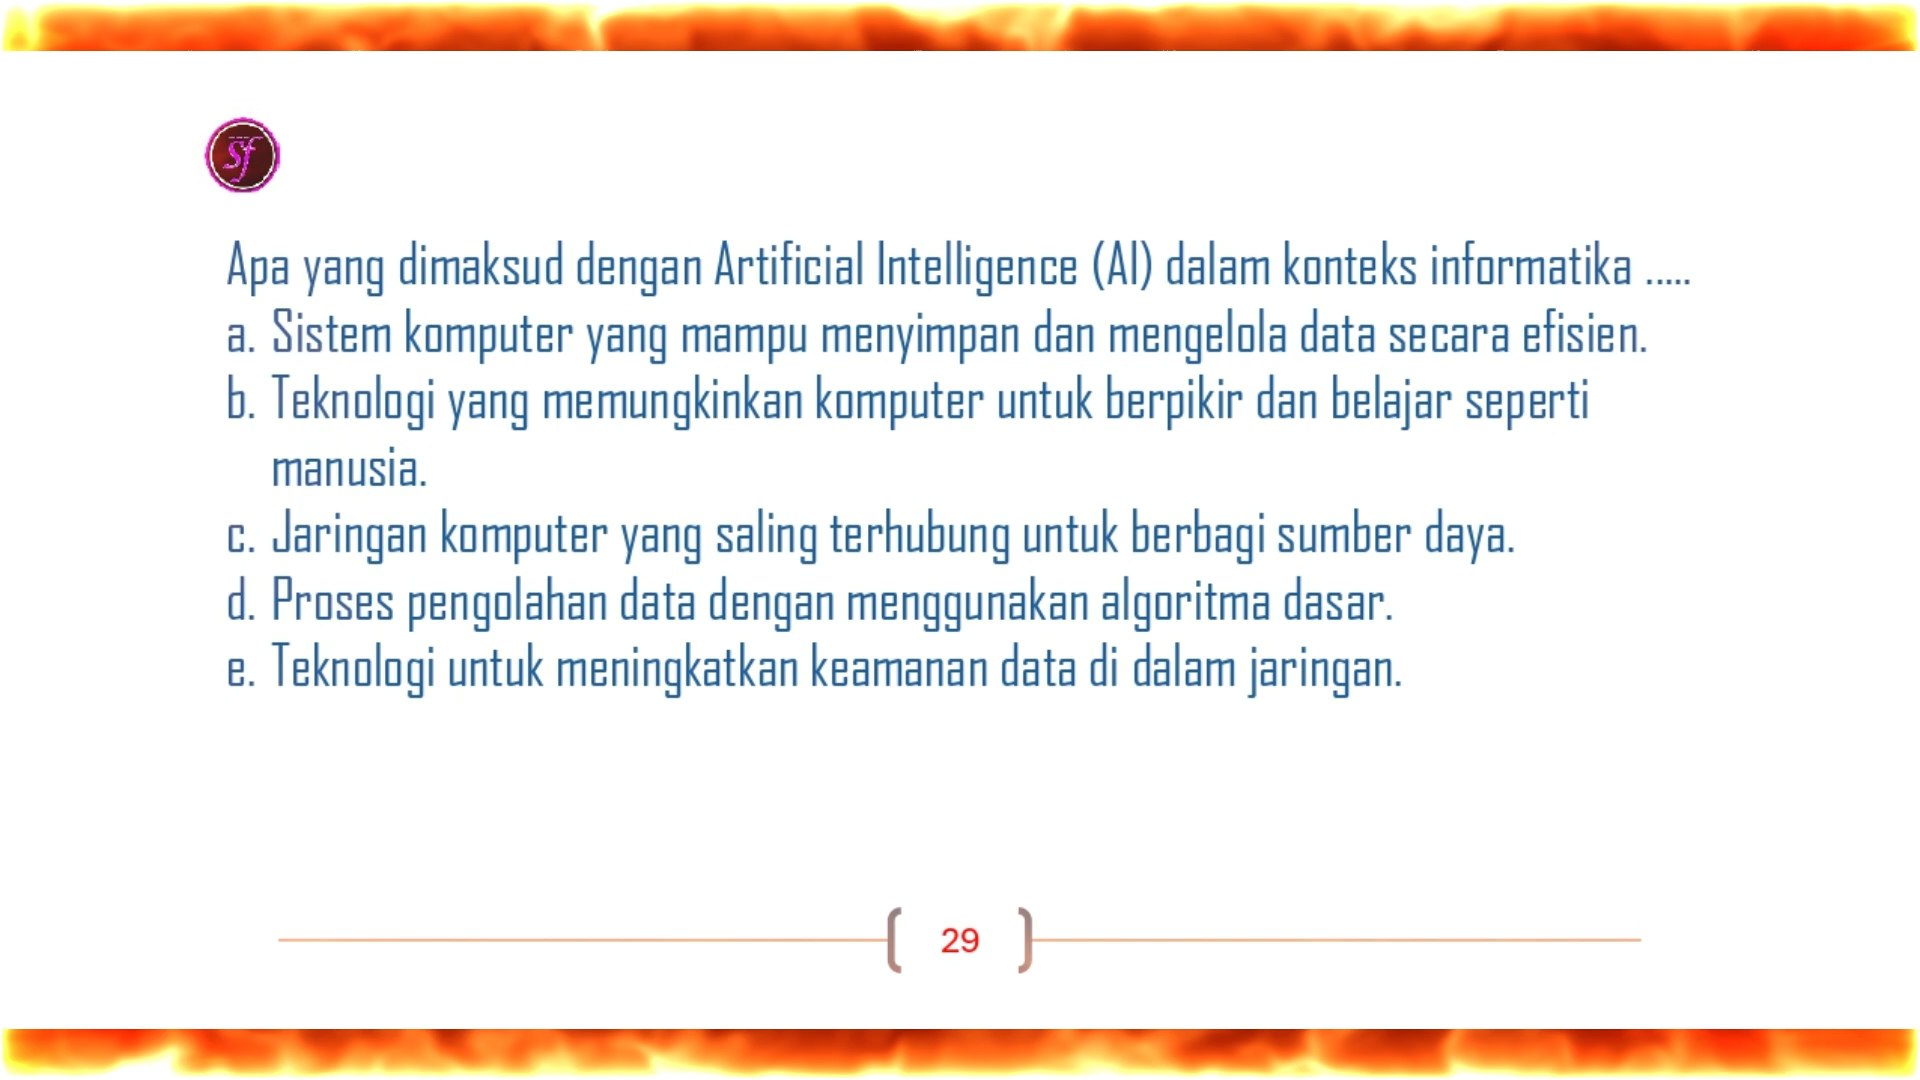 Sf
Apa yang dimaksud dengan Artificial Intelligence (AI) dalam konteks informatika .....
a. Sistem komputer yang mampu menyimpan dan mengelola data secara efisien.
b. Teknologi yang memungkinkan komputer untuk berpikir dan belajar seperti
manusia.
c. Jaringan komputer yang saling terhubung untuk berbagi sumber daya.
d. Proses pengolahan data dengan menggunakan algoritma dasar.
e. Teknologi untuk meningkatkan keamanan data di dalam jaringan.
29